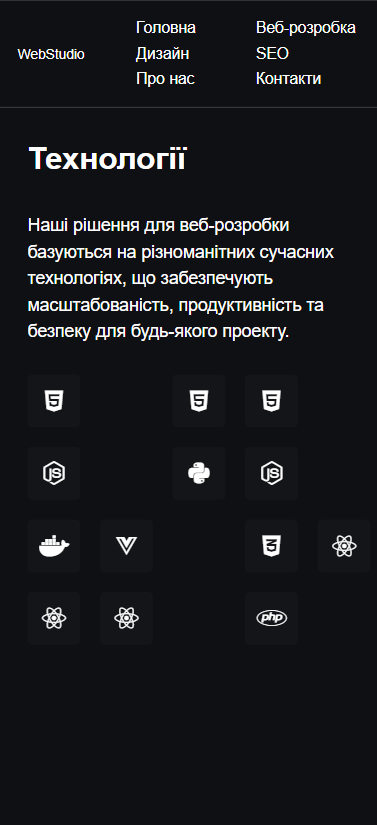 WebStudio
Головна
Дизайн
Про нас
Веб-розробка
SEO
Контакти
Технології
Наші рішення для веб-розробки
базуються на різноманітних сучасних
технологіях, що забезпечують
масштабованість, продуктивність та
безпеку для будь-якого проекту.
5 5 5
JS JS
3
php